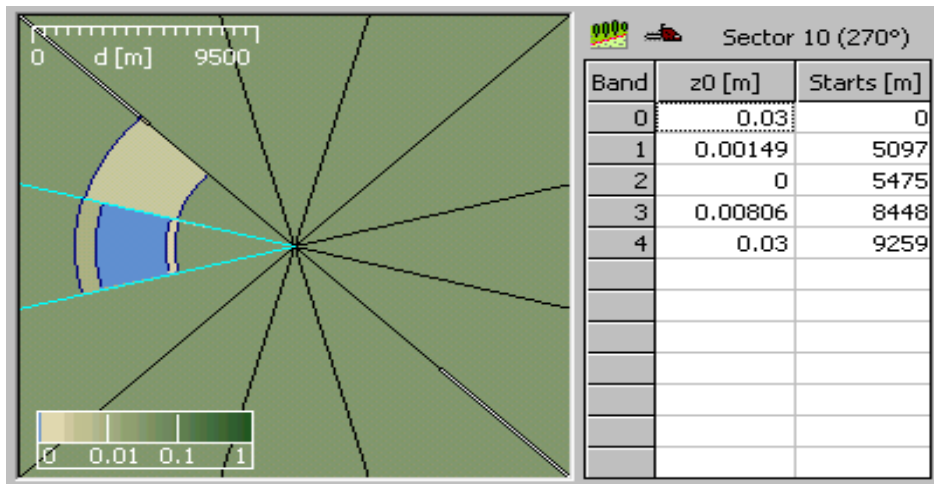 0 d [m] 9500
0 0.01 0.1 1
Sector 10 (270°)
Band z0 [m] Starts [m]
0 0.03 0
1 0.00149 5097
2 0 5475
3 0.00806 8448
4 0.03 9259